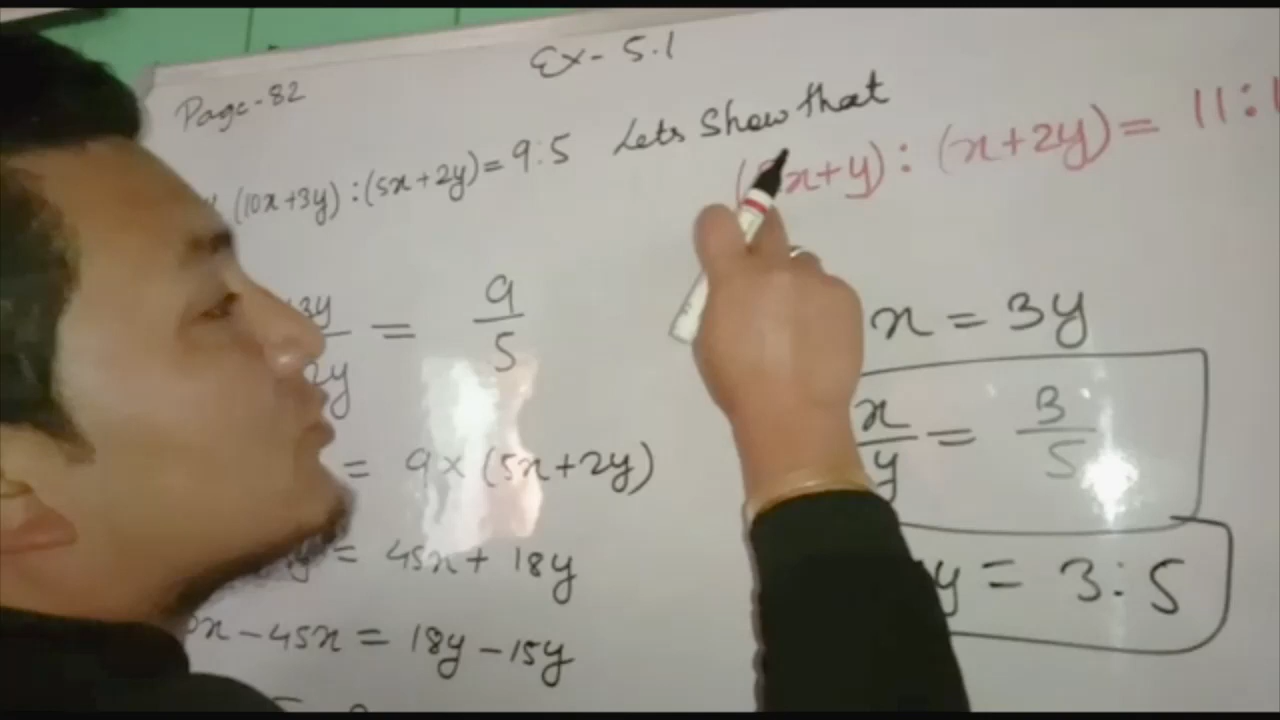 Ex- 5.1
Page-82
(10x+3y) : (5x+2y) = 9:5 Lets Show that
x+y) : (x+2y) = 11:1
3y = 9
2y 5
= 9 x (5x+2y)
= 45x + 18y
x - 45x = 18y - 15y
x = 3y
x = 3
y 5
y = 3:5